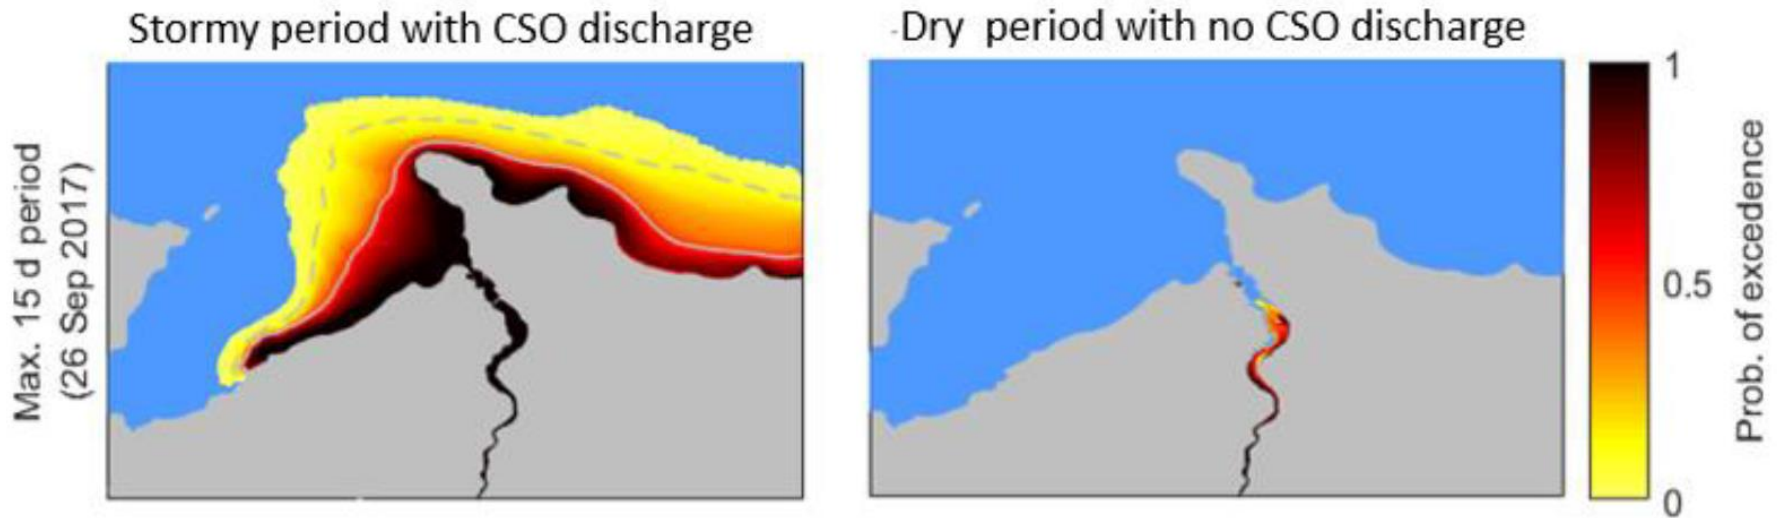 Stormy period with CSO discharge
-Dry period with no CSO discharge
Max. 15 d period
(26 Sep 2017)
1
0.5
0
Prob. of excedence